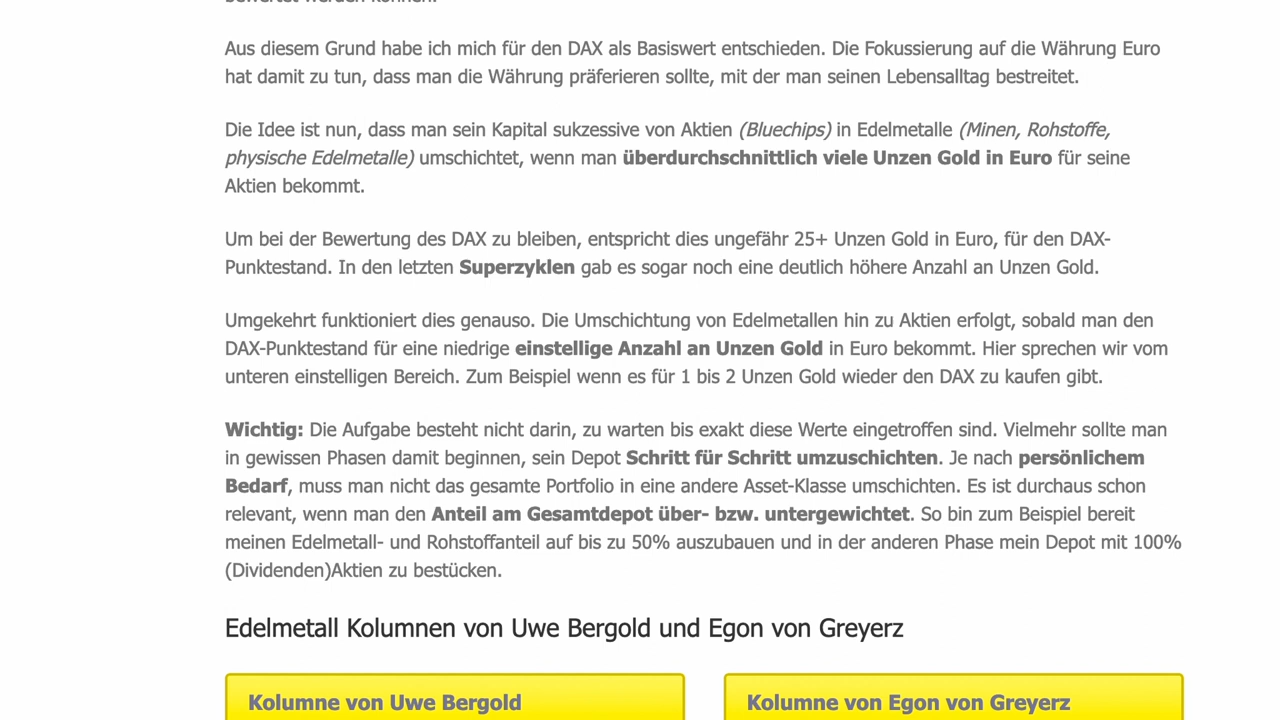 bewertet werden können.
Aus diesem Grund habe ich mich für den DAX als Basiswert entschieden. Die Fokussierung auf die Währung Euro
hat damit zu tun, dass man die Währung präferieren sollte, mit der man seinen Lebensalltag bestreitet.
Die Idee ist nun, dass man sein Kapital sukzessive von Aktien (Bluechips) in Edelmetalle (Minen, Rohstoffe,
physische Edelmetalle) umschichtet, wenn man überdurchschnittlich viele Unzen Gold in Euro für seine
Aktien bekommt.
Um bei der Bewertung des DAX zu bleiben, entspricht dies ungefähr 25+ Unzen Gold in Euro, für den DAX-
Punktestand. In den letzten Superzyklen gab es sogar noch eine deutlich höhere Anzahl an Unzen Gold.
Umgekehrt funktioniert dies genauso. Die Umschichtung von Edelmetallen hin zu Aktien erfolgt, sobald man den
DAX-Punktestand für eine niedrige einstellige Anzahl an Unzen Gold in Euro bekommt. Hier sprechen wir vom
unteren einstelligen Bereich. Zum Beispiel wenn es für 1 bis 2 Unzen Gold wieder den DAX zu kaufen gibt.
Wichtig: Die Aufgabe besteht nicht darin, zu warten bis exakt diese Werte eingetroffen sind. Vielmehr sollte man
in gewissen Phasen damit beginnen, sein Depot Schritt für Schritt umzuschichten. Je nach persönlichem
Bedarf, muss man nicht das gesamte Portfolio in eine andere Asset-Klasse umschichten. Es ist durchaus schon
relevant, wenn man den Anteil am Gesamtdepot über- bzw. untergewichtet. So bin zum Beispiel bereit
meinen Edelmetall- und Rohstoffanteil auf bis zu 50% auszubauen und in der anderen Phase mein Depot mit 100%
(Dividenden)Aktien zu bestücken.
Edelmetall Kolumnen von Uwe Bergold und Egon von Greyerz
Kolumne von Uwe Bergold
Kolumne von Egon von Greyerz